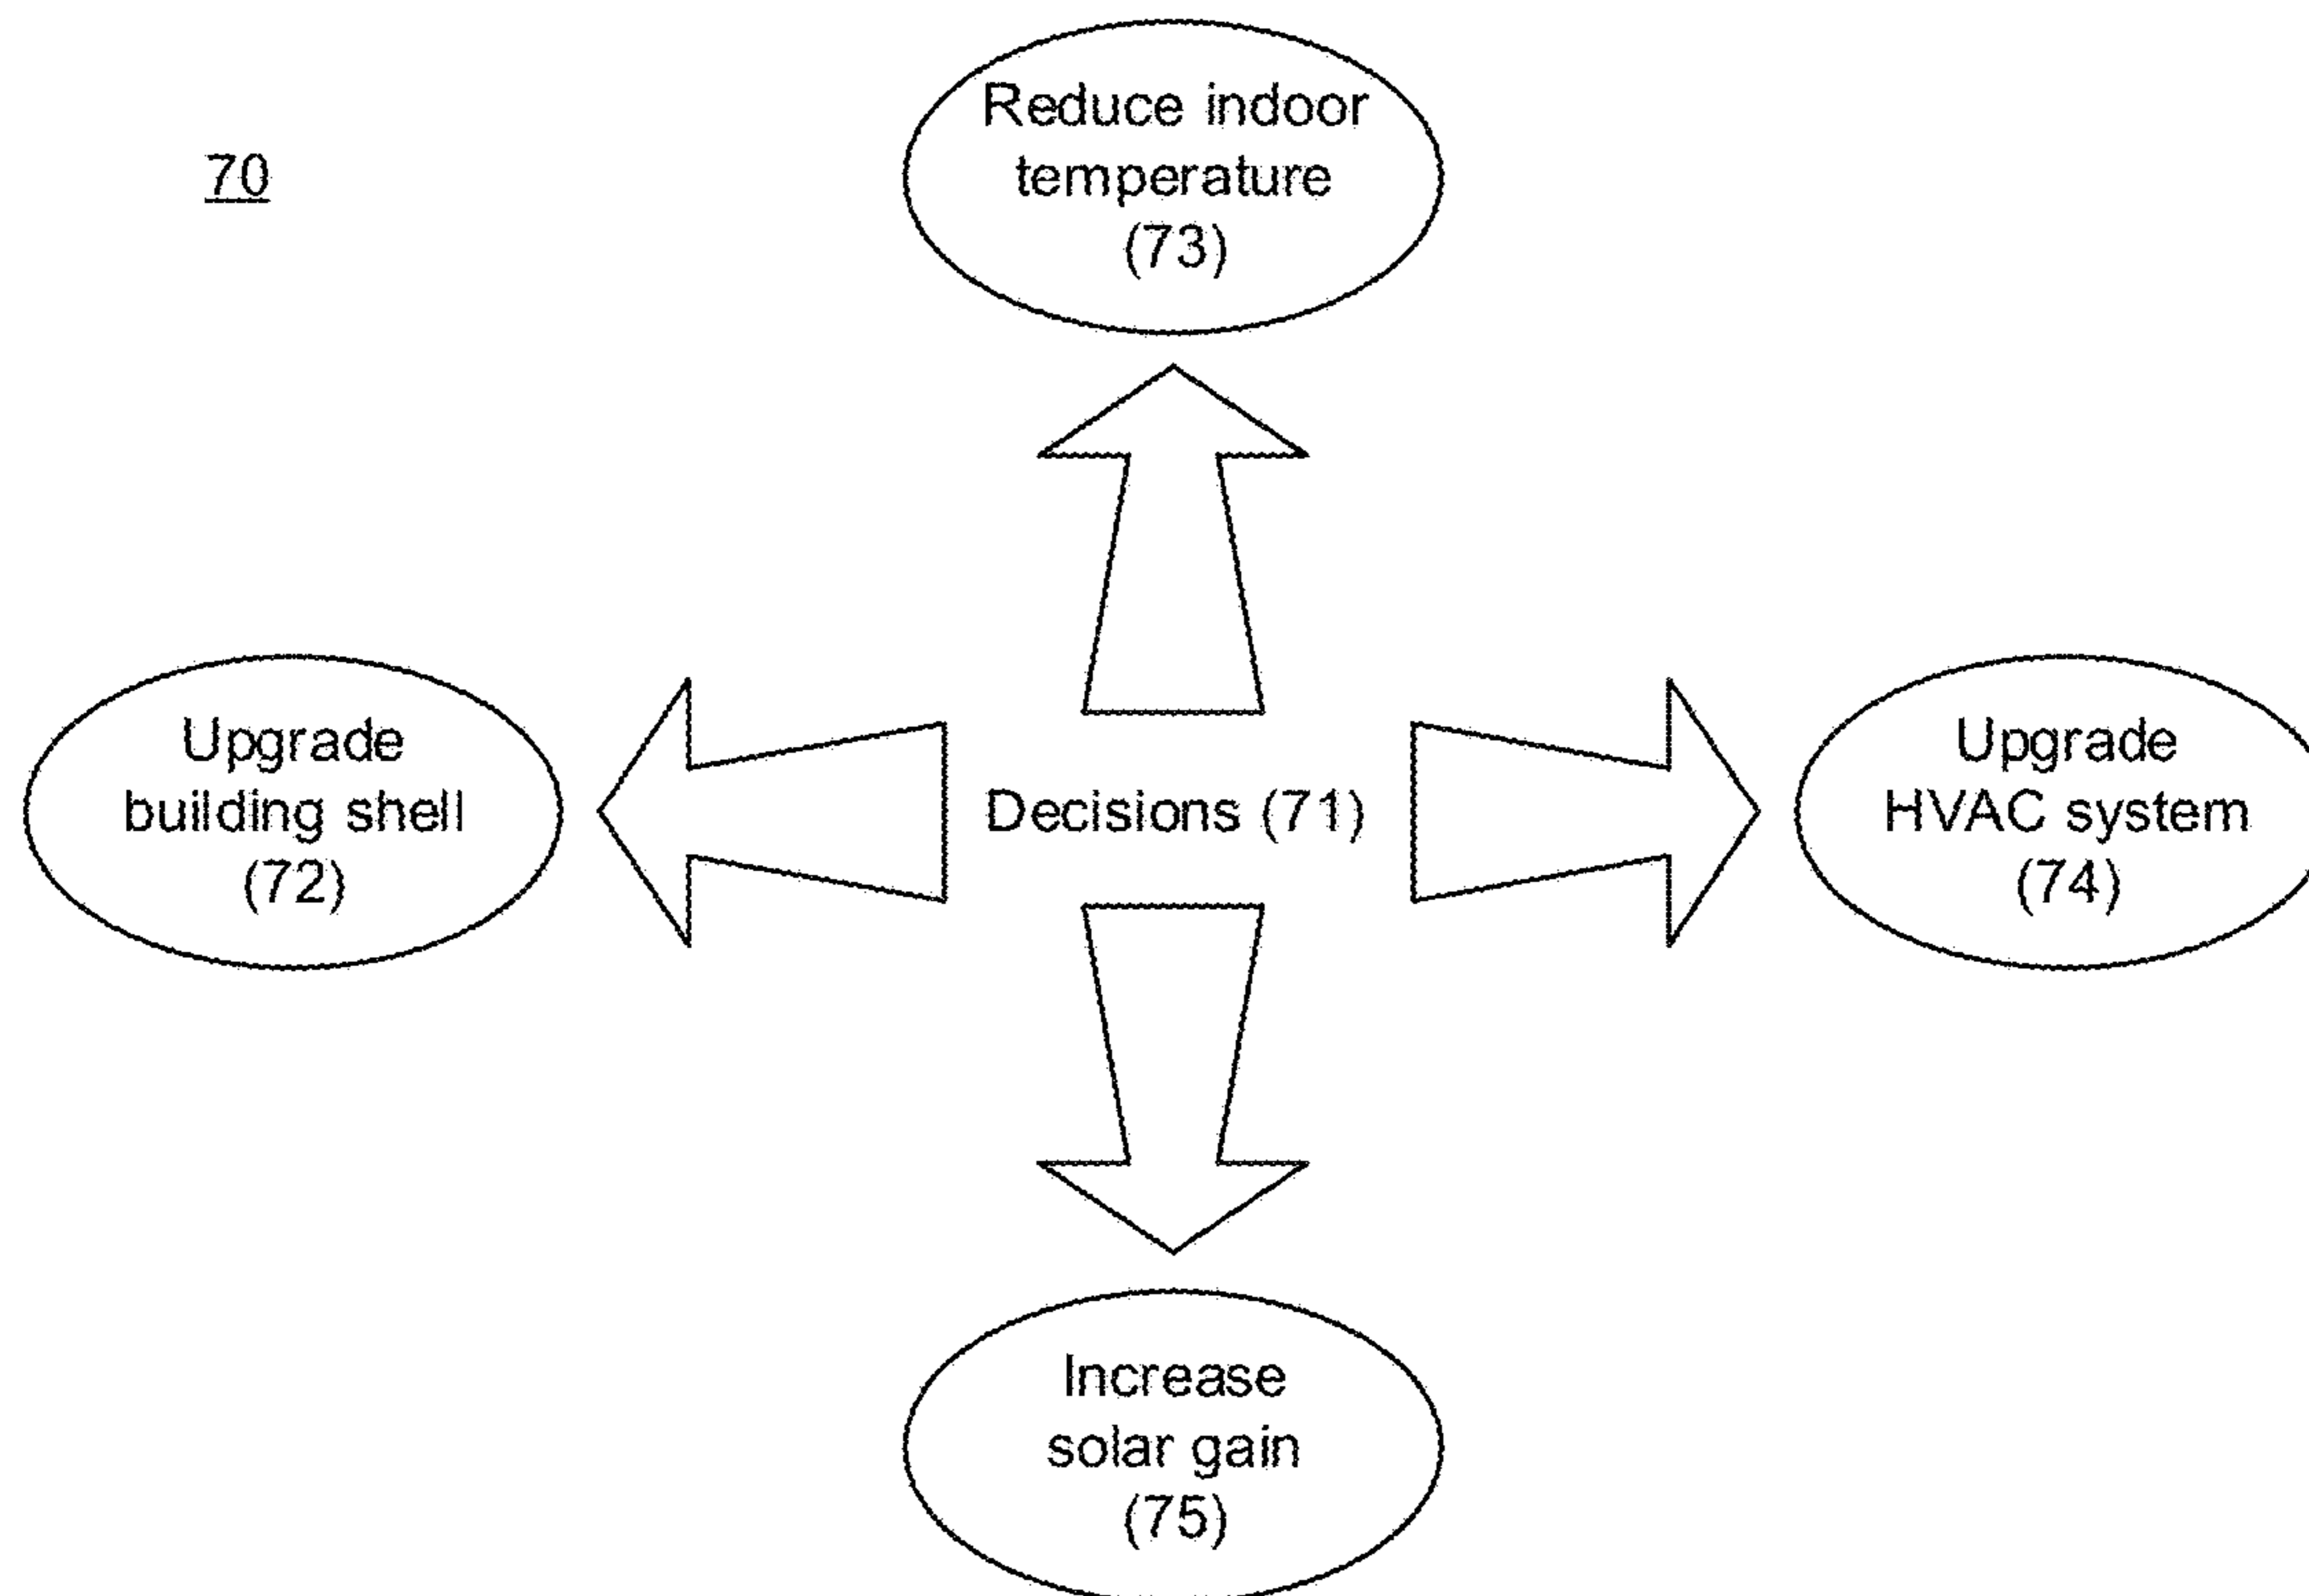 70
Reduce indoor
temperature
(73)
Upgrade
building shell
(72)
Decisions (71)
Upgrade
HVAC system
(74)
Increase
solar gain
(75)